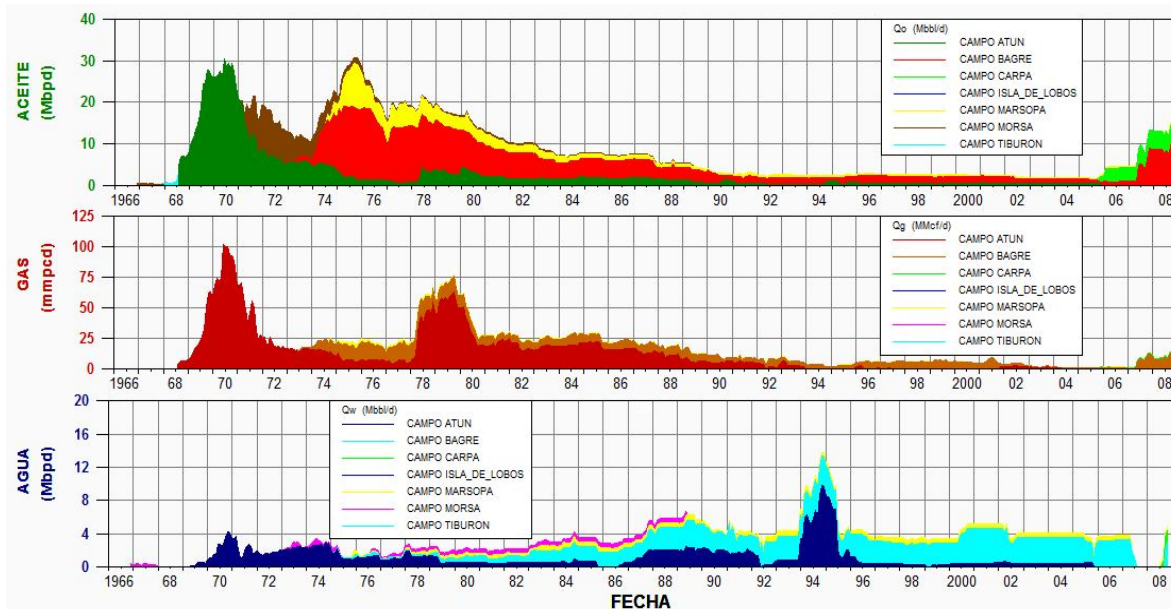 40
30
20
10
0
ACEITE
(Mbpd)
Qo (Mbbl/d)
CAMPO ATUN
CAMPO BAGRE
CAMPO CARPA
CAMPO ISLA_DE_LOBOS
CAMPO MARSOPA
CAMPO MORSA
CAMPO TIBURON
1966 68 70 72 74 76 78 80 82 84 86 88 90 92 94 96 98 2000 02 04 06 08
125
100
75
50
25
0
GAS
(mmpcd)
Qg (MMcf/d)
CAMPO ATUN
CAMPO BAGRE
CAMPO CARPA
CAMPO ISLA_DE_LOBOS
CAMPO MARSOPA
CAMPO MORSA
CAMPO TIBURON
1966 68 70 72 74 76 78 80 82 84 86 88 90 92 94 96 98 2000 02 04 06 08
20
16
12
8
4
0
AGUA
(Mbpd)
Qw (Mbbl/d)
CAMPO ATUN
CAMPO BAGRE
CAMPO CARPA
CAMPO ISLA_DE_LOBOS
CAMPO MARSOPA
CAMPO MORSA
CAMPO TIBURON
1966 68 70 72 74 76 78 80 82 84 86 88 90 92 94 96 98 2000 02 04 06 08
FECHA